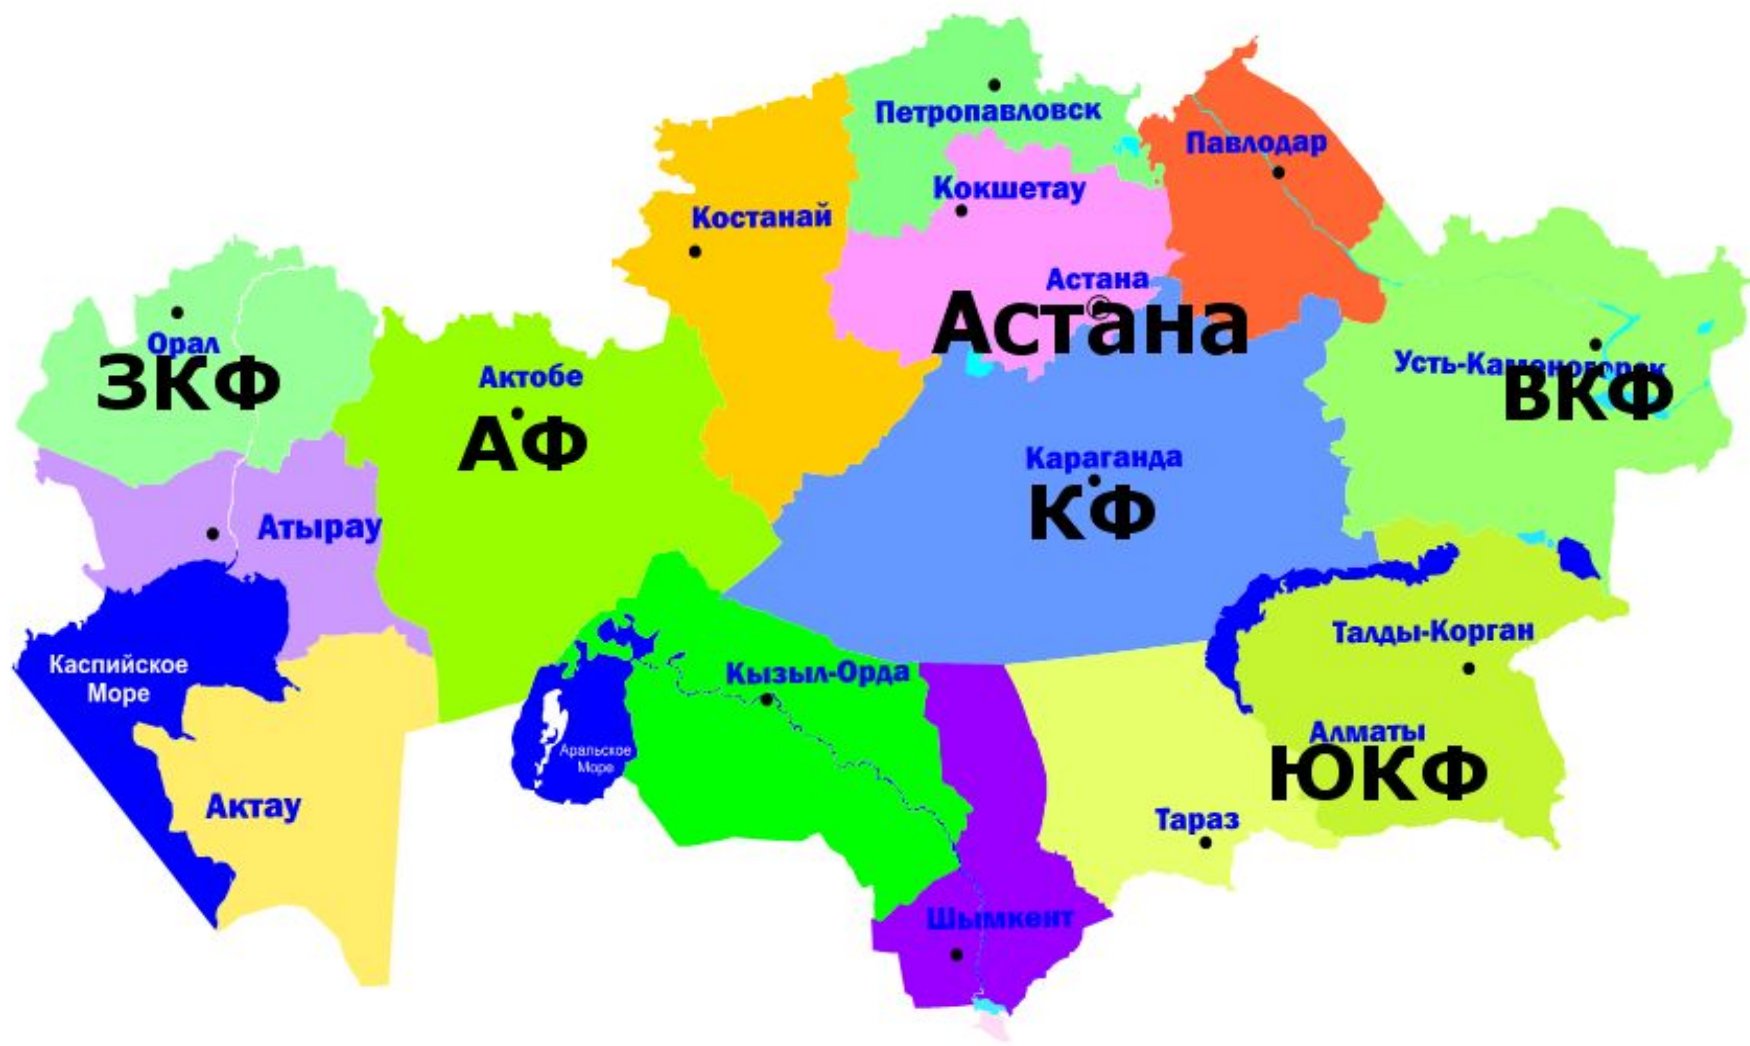 Петропавловск
Павлодар
Кокшетау
Костанай
Астана
Астана
Орал
ЗКФ
Актобе
АФ
Усть-Каменогорск
ВКФ
Караганда
КФ
Атырау
Талды-Корган
Каспийское
Море
Кызыл-Орда
Алматы
ЮКФ
Аральское
Море
Актау
Тараз
Шымкент